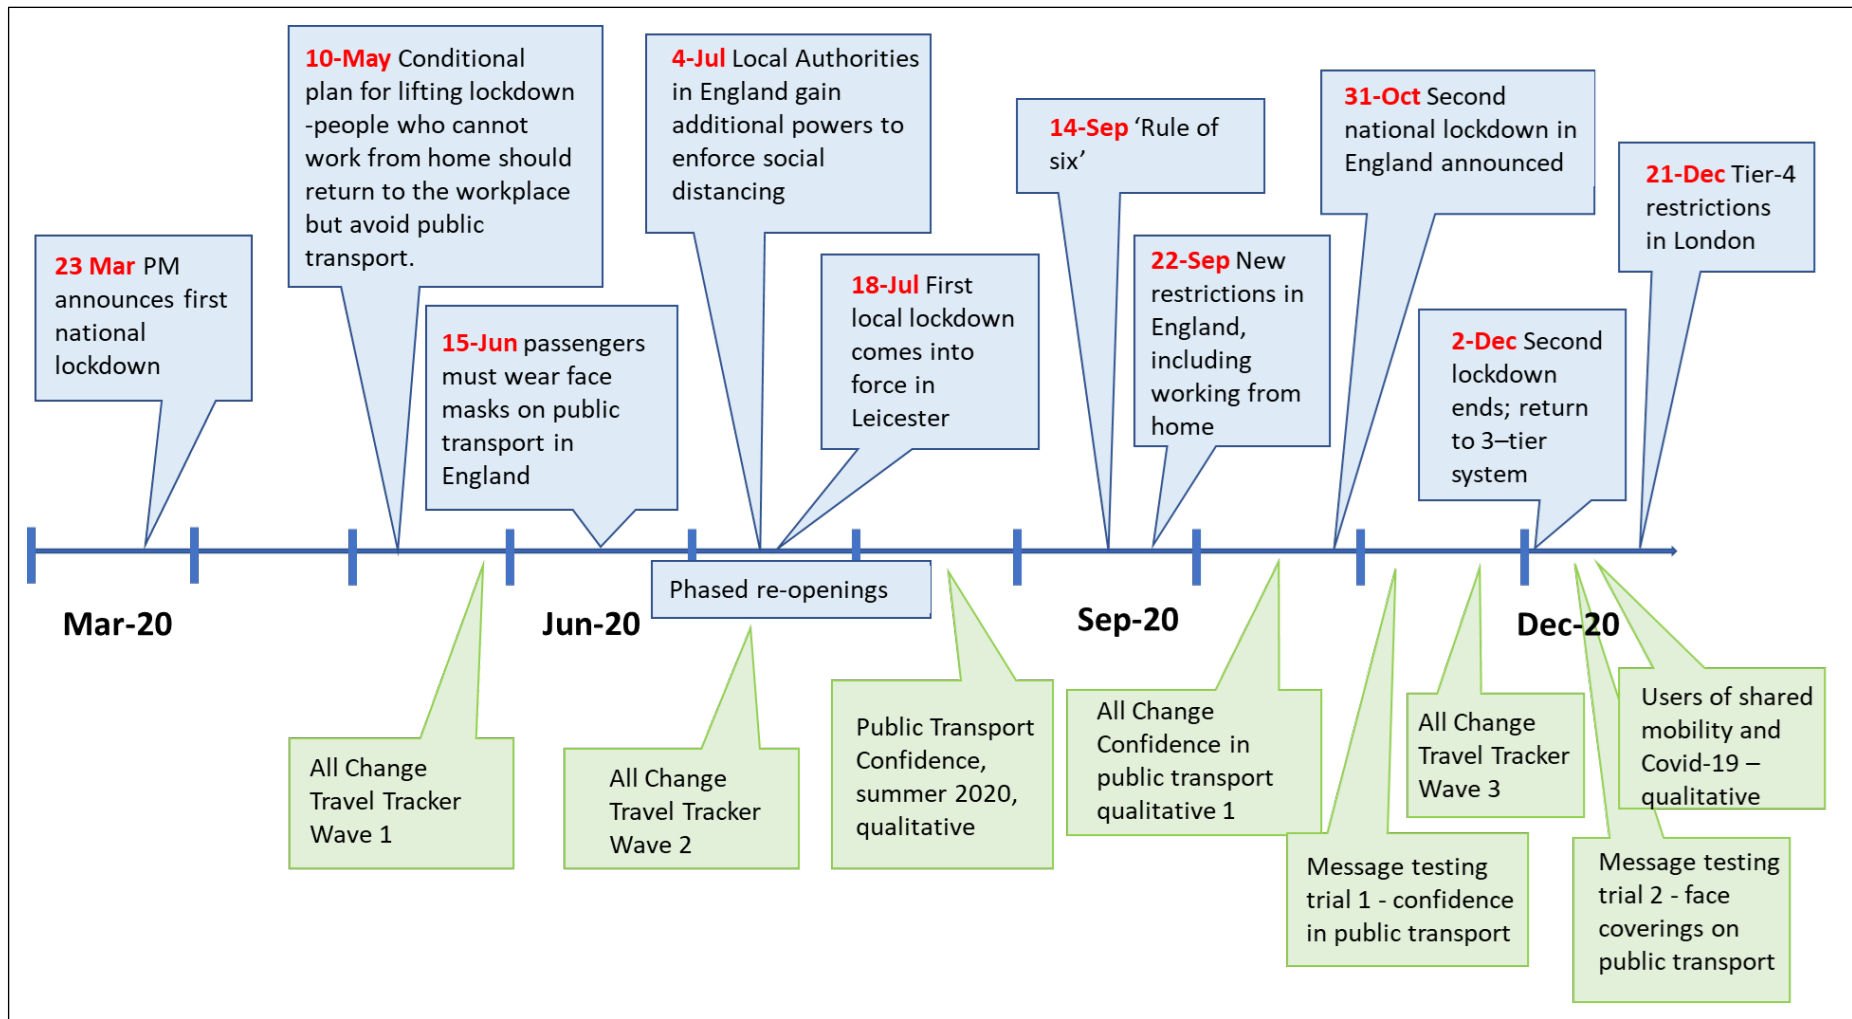 10-May Conditional
plan for lifting lockdown
-people who cannot
work from home should
return to the workplace
but avoid public
transport.
4-Jul Local Authorities
in England gain
additional powers to
enforce social
distancing
14-Sep ‘Rule of
six’
31-Oct Second
national lockdown in
England announced
21-Dec Tier-4
restrictions
in London
23 Mar PM
announces first
national
lockdown
15-Jun passengers
must wear face
masks on public
transport in
England
18-Jul First
local lockdown
comes into
force in
Leicester
22-Sep New
restrictions in
England,
including
working from
home
2-Dec Second
lockdown
ends; return
to 3–tier
system
Phased re-openings
Mar-20
Jun-20
Sep-20
Dec-20
All Change
Travel Tracker
Wave 1
All Change
Travel Tracker
Wave 2
Public Transport
Confidence,
summer 2020,
qualitative
All Change
Confidence in
public transport
qualitative 1
Message testing
trial 1 - confidence
in public transport
All Change
Travel Tracker
Wave 3
Users of shared
mobility and
Covid-19 –
qualitative
Message testing
trial 2 - face
coverings on
public transport